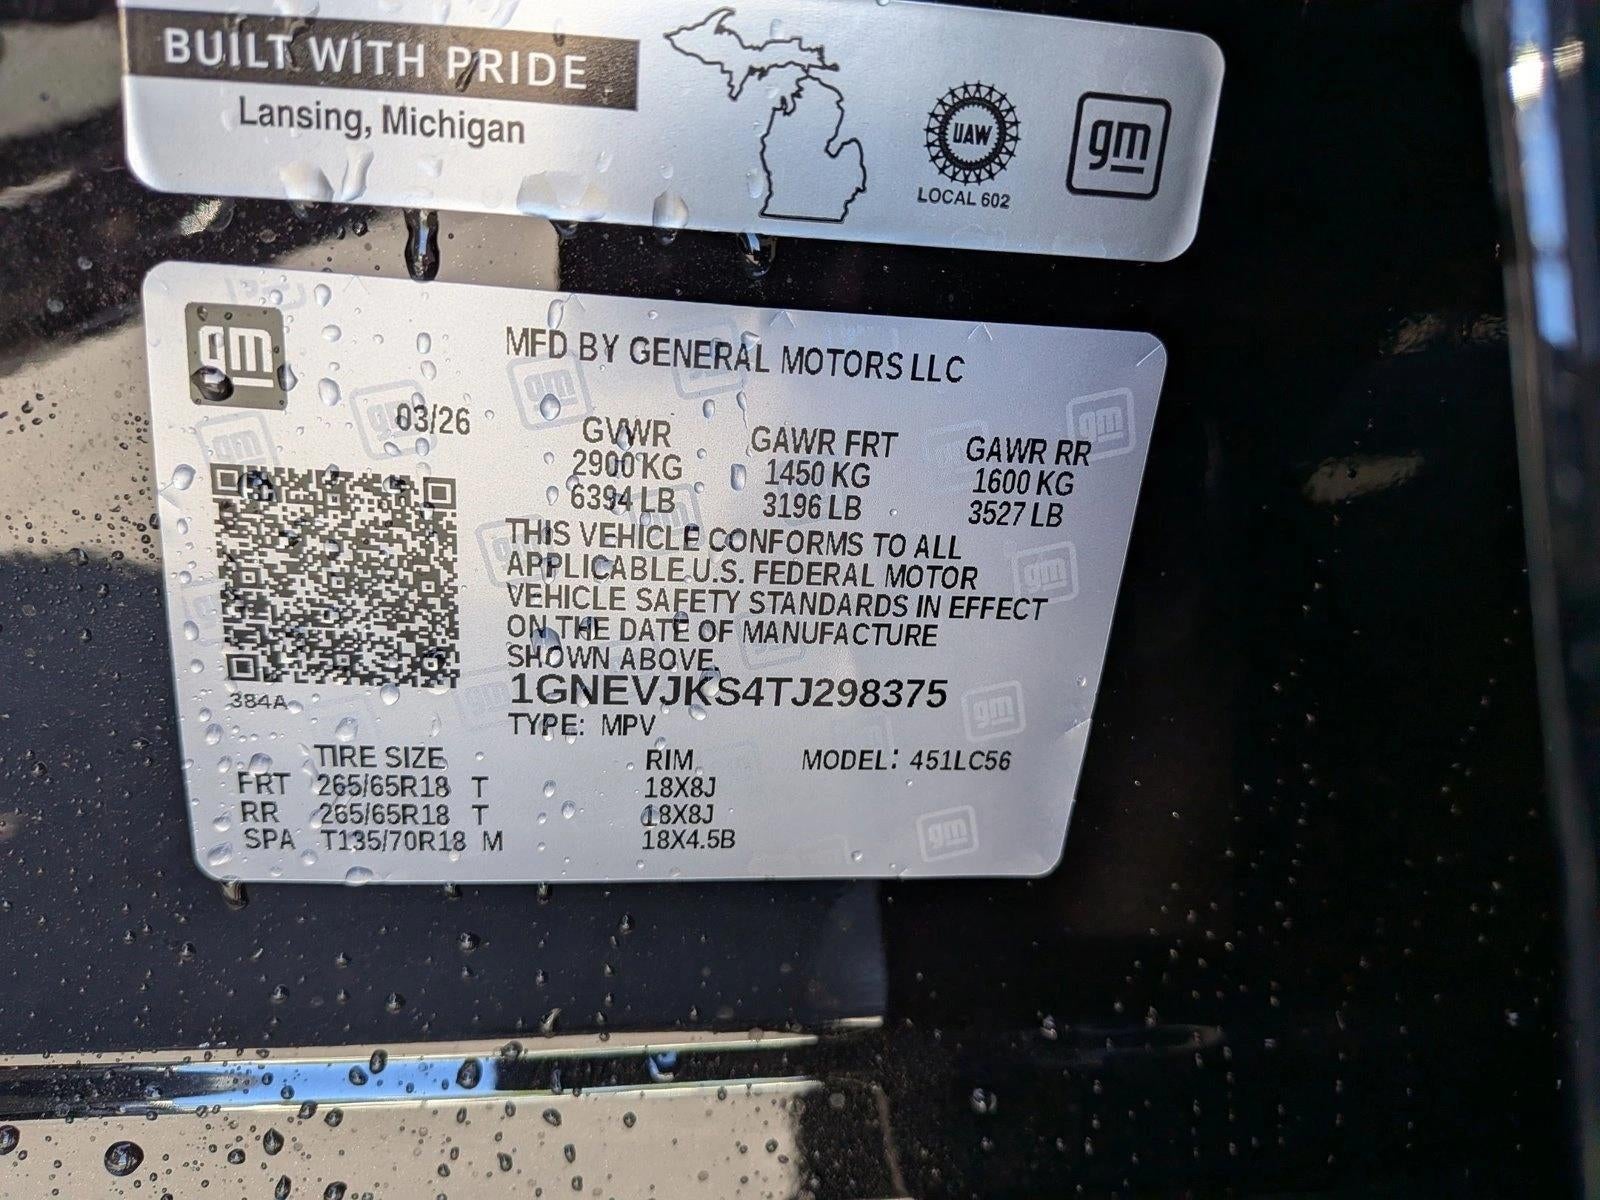 BUILT WITH PRIDE
Lansing, Michigan
UAW
LOCAL 602
gm
gm
MFD BY GENERAL MOTORS LLC
03/26
GVWR GAWR FRT GAWR RR
2900 KG 1450 KG 1600 KG
6394 LB 3196 LB 3527 LB
THIS VEHICLE CONFORMS TO ALL
APPLICABLE U.S. FEDERAL MOTOR
VEHICLE SAFETY STANDARDS IN EFFECT
ON THE DATE OF MANUFACTURE
SHOWN ABOVE.
1GNEVJKS4TJ298375
384A
TYPE: MPV
TIRE SIZE RIM MODEL: 451LC56
FRT 265/65R18 T 18X8J
RR 265/65R18 T 18X8J
SPA T135/70R18 M 18X4.5B